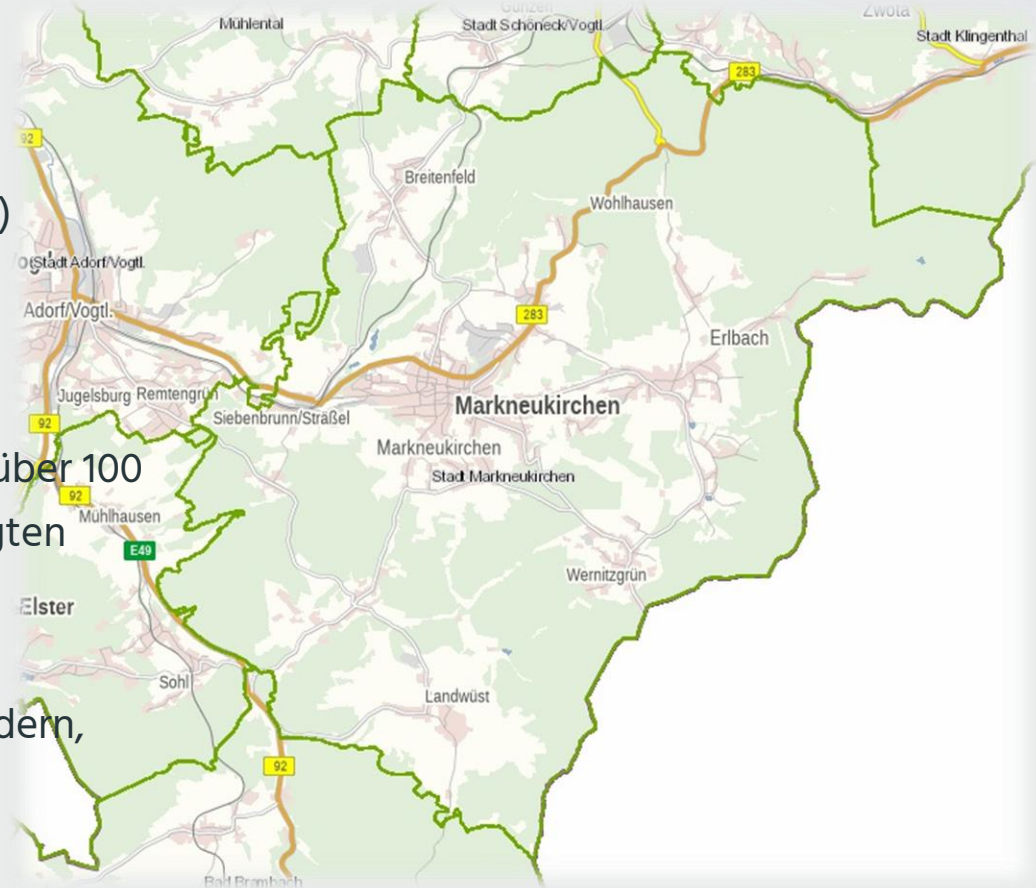 Gunzen
Zwota
Mühlental
Stadt Schöneck/Vogtl.
Stadt Klingenthal
283
92
Breitenfeld
)
Wohlhausen
Stadt Adorf/Vogtl.
Adorf/Vogtl.
283
Erlbach
Jugelsburg
Remtengrün
Siebenbrunn/Sträßel
Markneukirchen
92
Markneukirchen
über 100
Stadt Markneukirchen
92
Mühlhausen
gten
E49
Wernitzgrün
Elster
Sohl
Landwüst
dern,
92
Bad Brambach